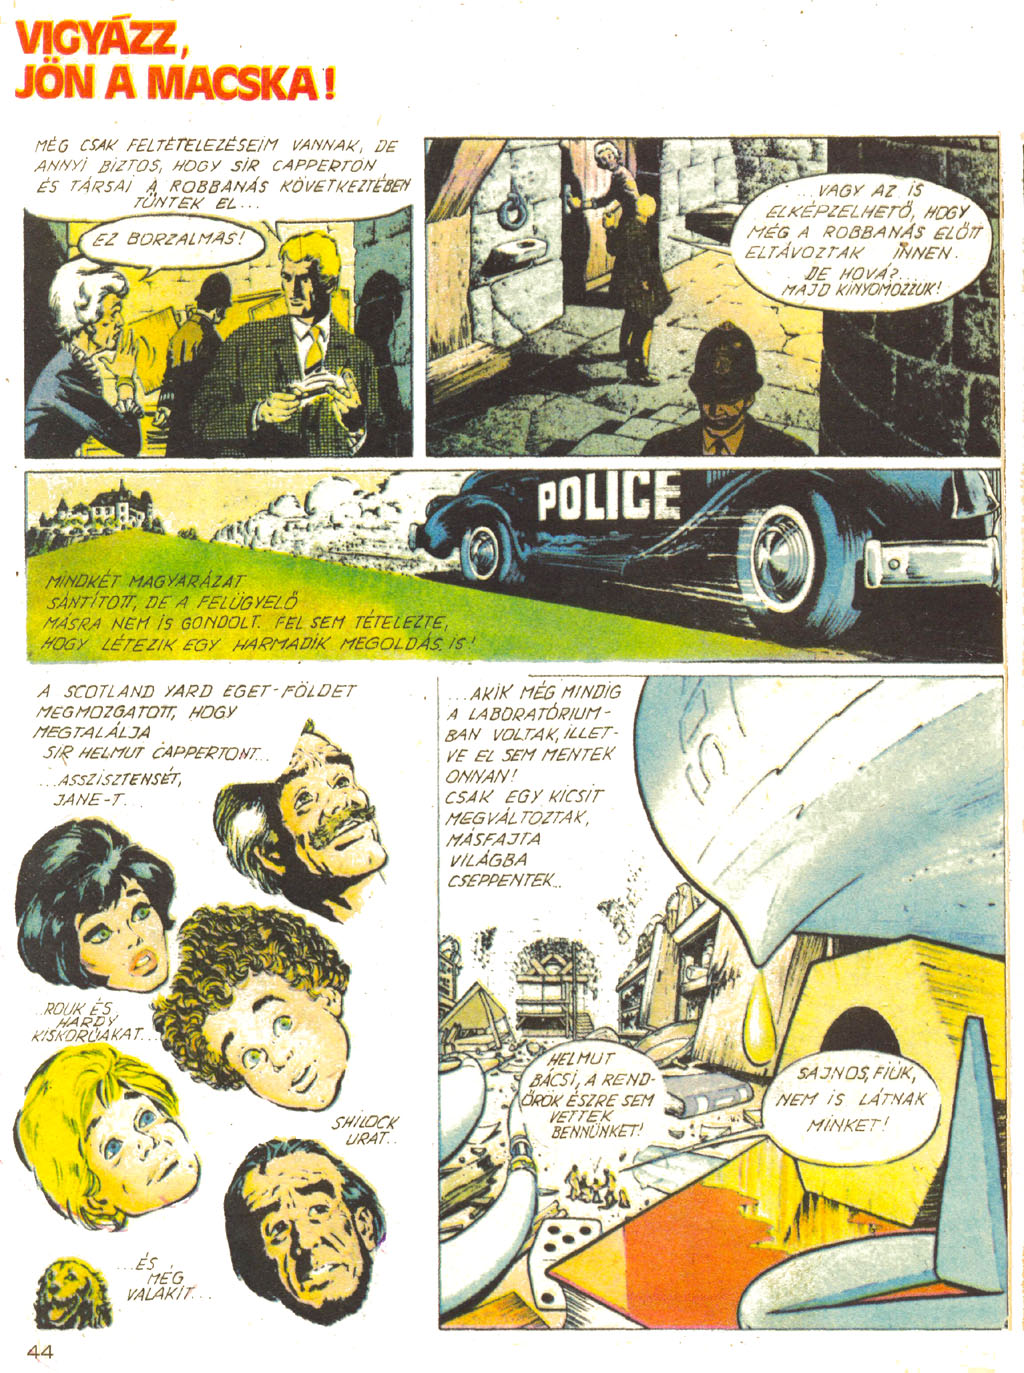 VIGYÁZZ,
JÖN A MACSKA!
MÉG CSAK FELTÉTELEZÉSEIM VANNAK, DE
ANNYI BIZTOS, HOGY SIR CAPPERTON
ÉS TÁRSAI A ROBBANÁS KÖVETKEZTÉBEN
TÜNTEK EL...
EZ BORZALMAS!
...VAGY AZ IS
ELKÉPZELHETŐ, HOGY
MÉG A ROBBANÁS ELŐTT
ELTÁVOZTAK INNEN.
DE HOVÁ?...
MAJD KINYOMOZZUK!
POLICE
MINDKÉT MAGYARÁZAT
SÁNTÍTOTT, DE A FELÜGYELŐ
MÁSRA NEM IS GONDOLT. FEL SEM TÉTELEZTE,
HOGY LÉTEZIK EGY HARMADIK MEGOLDÁS IS!
A SCOTLAND YARD EGET-FÖLDET
MEGMOZGATOTT, HOGY
MEGTALÁLJA
SIR HELMUT CAPPERTONT...
...ASSZISZTENSÉT,
JANE-T...
...ROUK ÉS
HARDY
KISKORÚAKAT...
SHILOCK
URAT...
...ÉS
MÉG
VALAKIT...
...AKIK MÉG MINDIG
A LABORATÓRIUM-
BAN VOLTAK, ILLET-
VE EL SEM MENTEK
ONNAN!
CSAK EGY KICSIT
MEGVÁLTOZTAK,
MÁSFAJTA
VILÁGBA
CSEPPENTEK...
HELMUT
BÁCSI, A REND-
ŐRÖK ÉSZRE SEM
VETTEK
BENNÜNKET!
SAJNOS, FIÚK,
NEM IS LÁTNAK
MINKET!
44